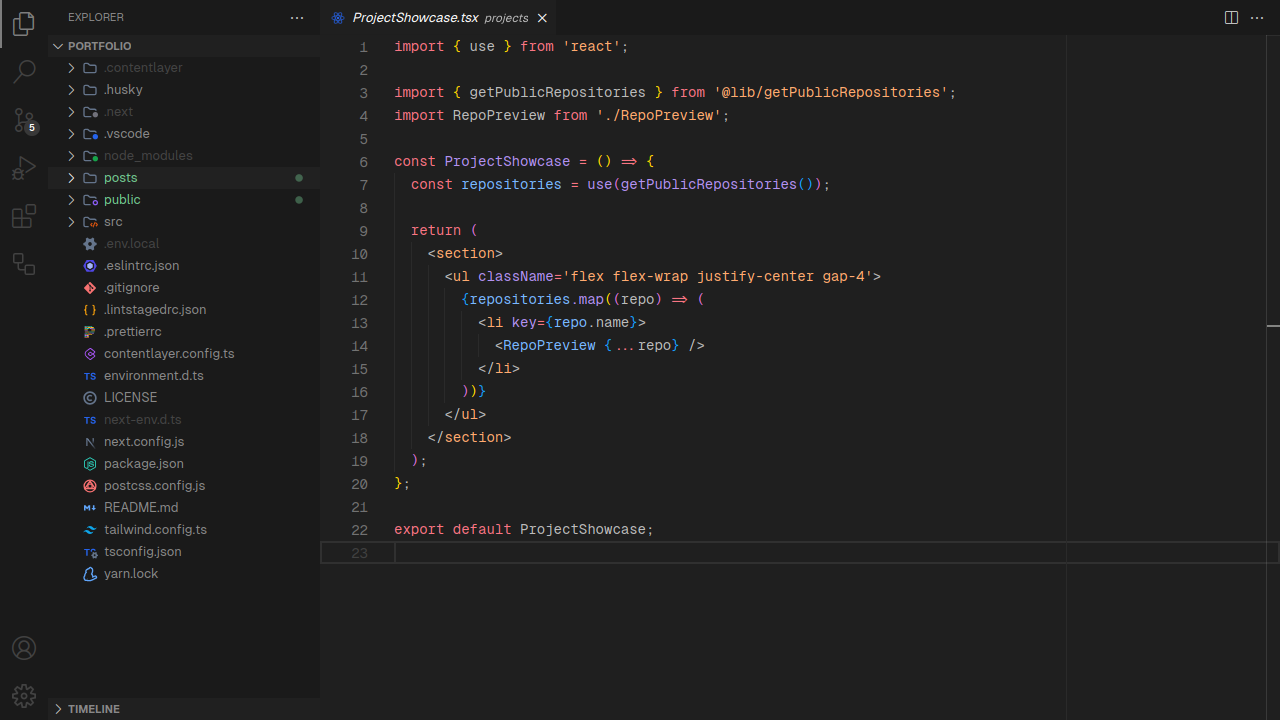 EXPLORER
PORTFOLIO
.contentlayer
.husky
.next
.vscode
node_modules
posts
public
src
.env.local
.eslintrc.json
.gitignore
.lintstagedrc.json
.prettierrc
contentlayer.config.ts
TS environment.d.ts
LICENSE
TS next-env.d.ts
next.config.js
package.json
postcss.config.js
README.md
tailwind.config.ts
tsconfig.json
yarn.lock
TIMELINE
5
ProjectShowcase.tsx projects
1 import { use } from 'react';
2
3 import { getPublicRepositories } from '@lib/getPublicRepositories';
4 import RepoPreview from './RepoPreview';
5
6 const ProjectShowcase = () => {
7 const repositories = use(getPublicRepositories());
8
9 return (
10 <section>
11 <ul className='flex flex-wrap justify-center gap-4'>
12 {repositories.map((repo) => (
13 <li key={repo.name}>
14 <RepoPreview {...repo} />
15 </li>
16 ))}
17 </ul>
18 </section>
19 );
20 };
21
22 export default ProjectShowcase;
23